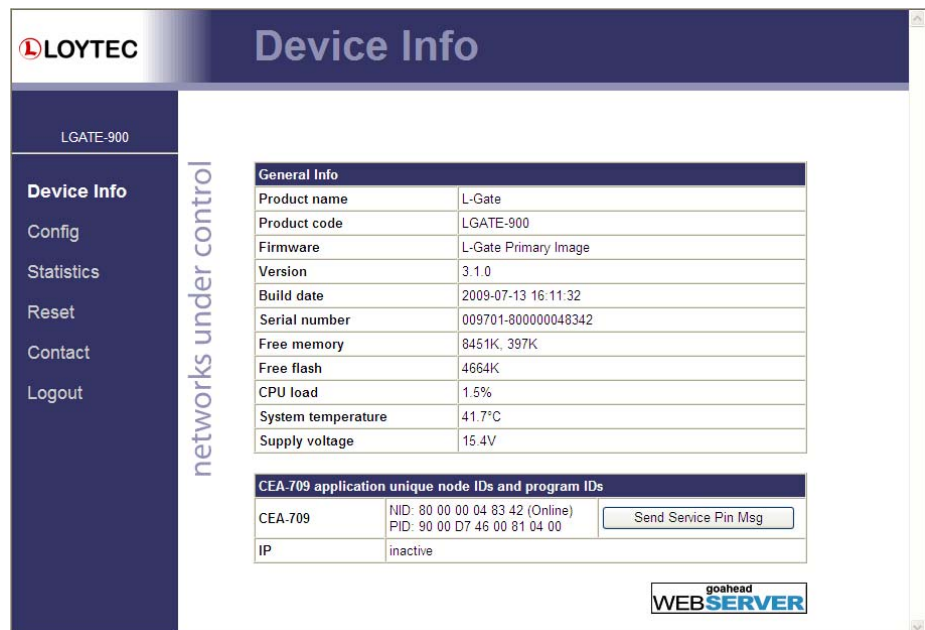 LOYTEC
Device Info
LGATE-900
Device Info
Config
Statistics
Reset
Contact
Logout
networks under control
General Info
Product name L-Gate
Product code LGATE-900
Firmware L-Gate Primary Image
Version 3.1.0
Build date 2009-07-13 16:11:32
Serial number 009701-800000048342
Free memory 8451K, 397K
Free flash 4664K
CPU load 1.5%
System temperature 41.7°C
Supply voltage 15.4V
CEA-709 application unique node IDs and program IDs
CEA-709 NID: 80 00 00 04 83 42 (Online)
PID: 90 00 D7 46 00 81 04 00
Send Service Pin Msg
IP inactive
goahead
WEBSERVER